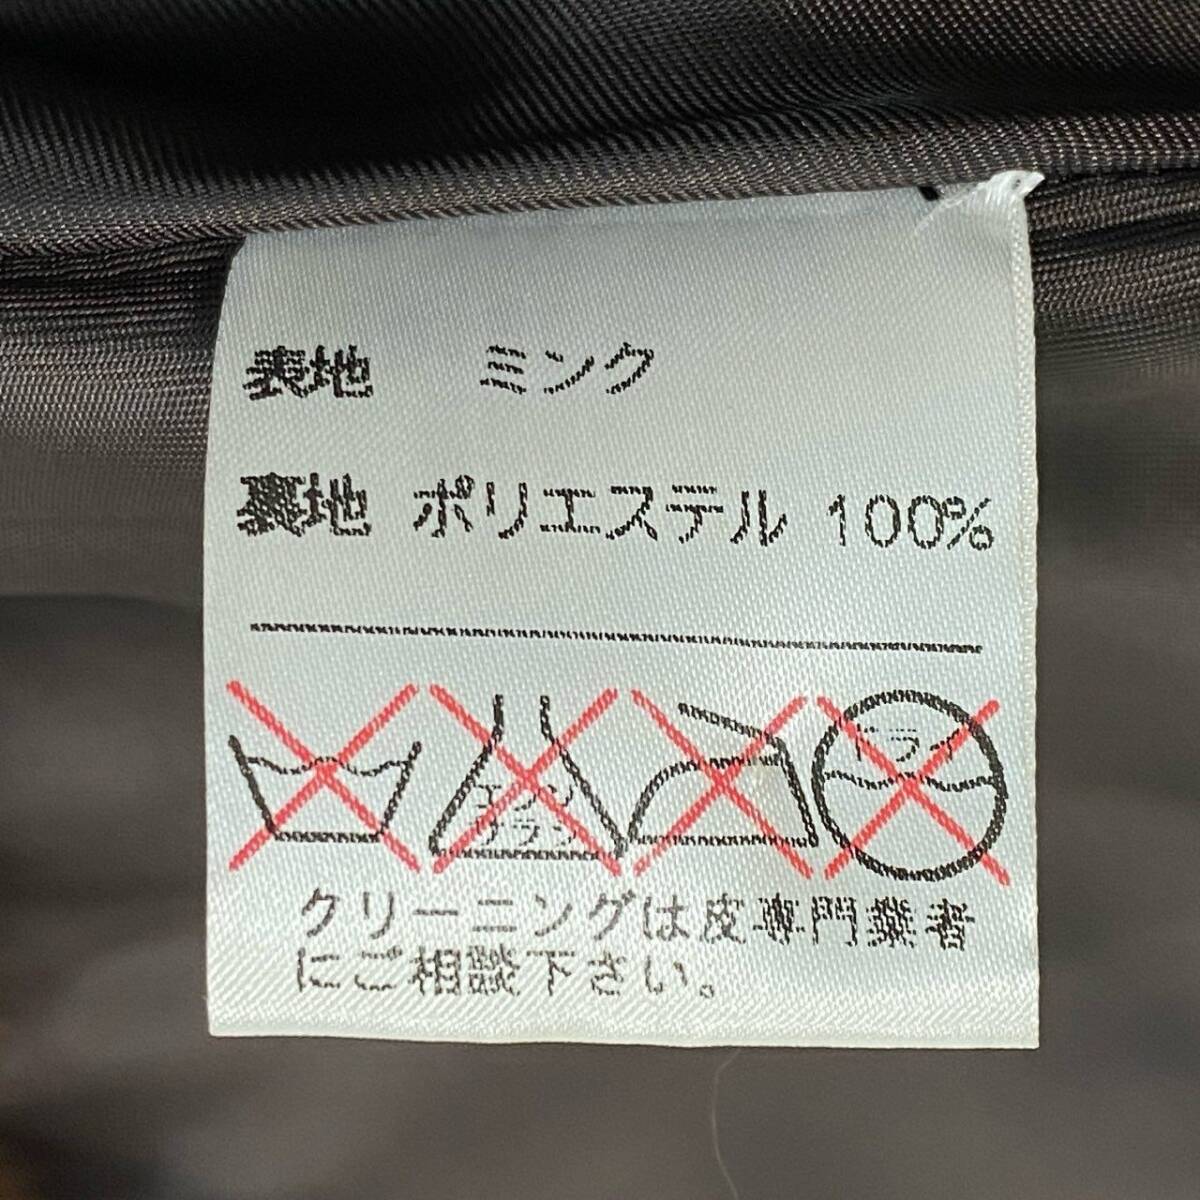 表地 ミンク
裏地 ポリエステル 100%
エンソ
サラシ
ドライ
クリーニングは皮専門業者
にご相談下さい。